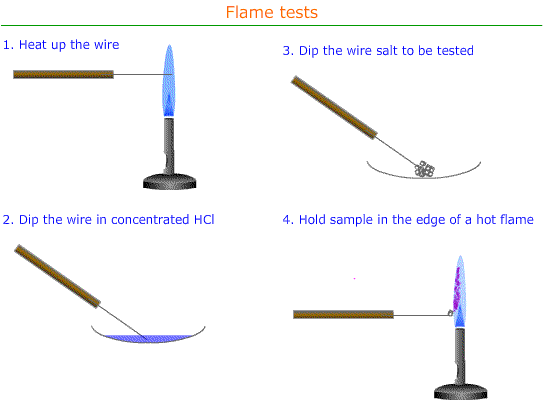 Flame tests
1. Heat up the wire
2. Dip the wire in concentrated HCl
3. Dip the wire salt to be tested
4. Hold sample in the edge of a hot flame